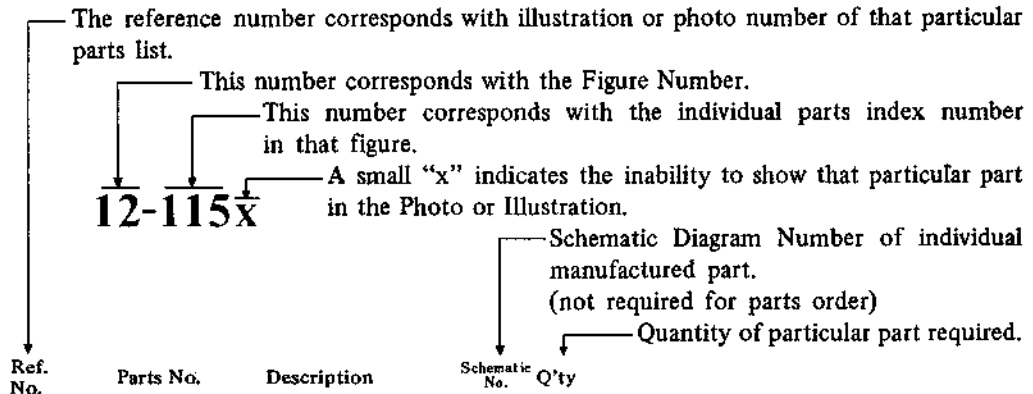 The reference number corresponds with illustration or photo number of that particular
parts list.
This number corresponds with the Figure Number.
This number corresponds with the individual parts index number
in that figure.
A small “x” indicates the inability to show that particular part
in the Photo or Illustration.
12-115x
Schematic Diagram Number of individual
manufactured part.
(not required for parts order)
Quantity of particular part required.
Ref.
No.
Parts No.
Description
Schematic
No.
Q'ty